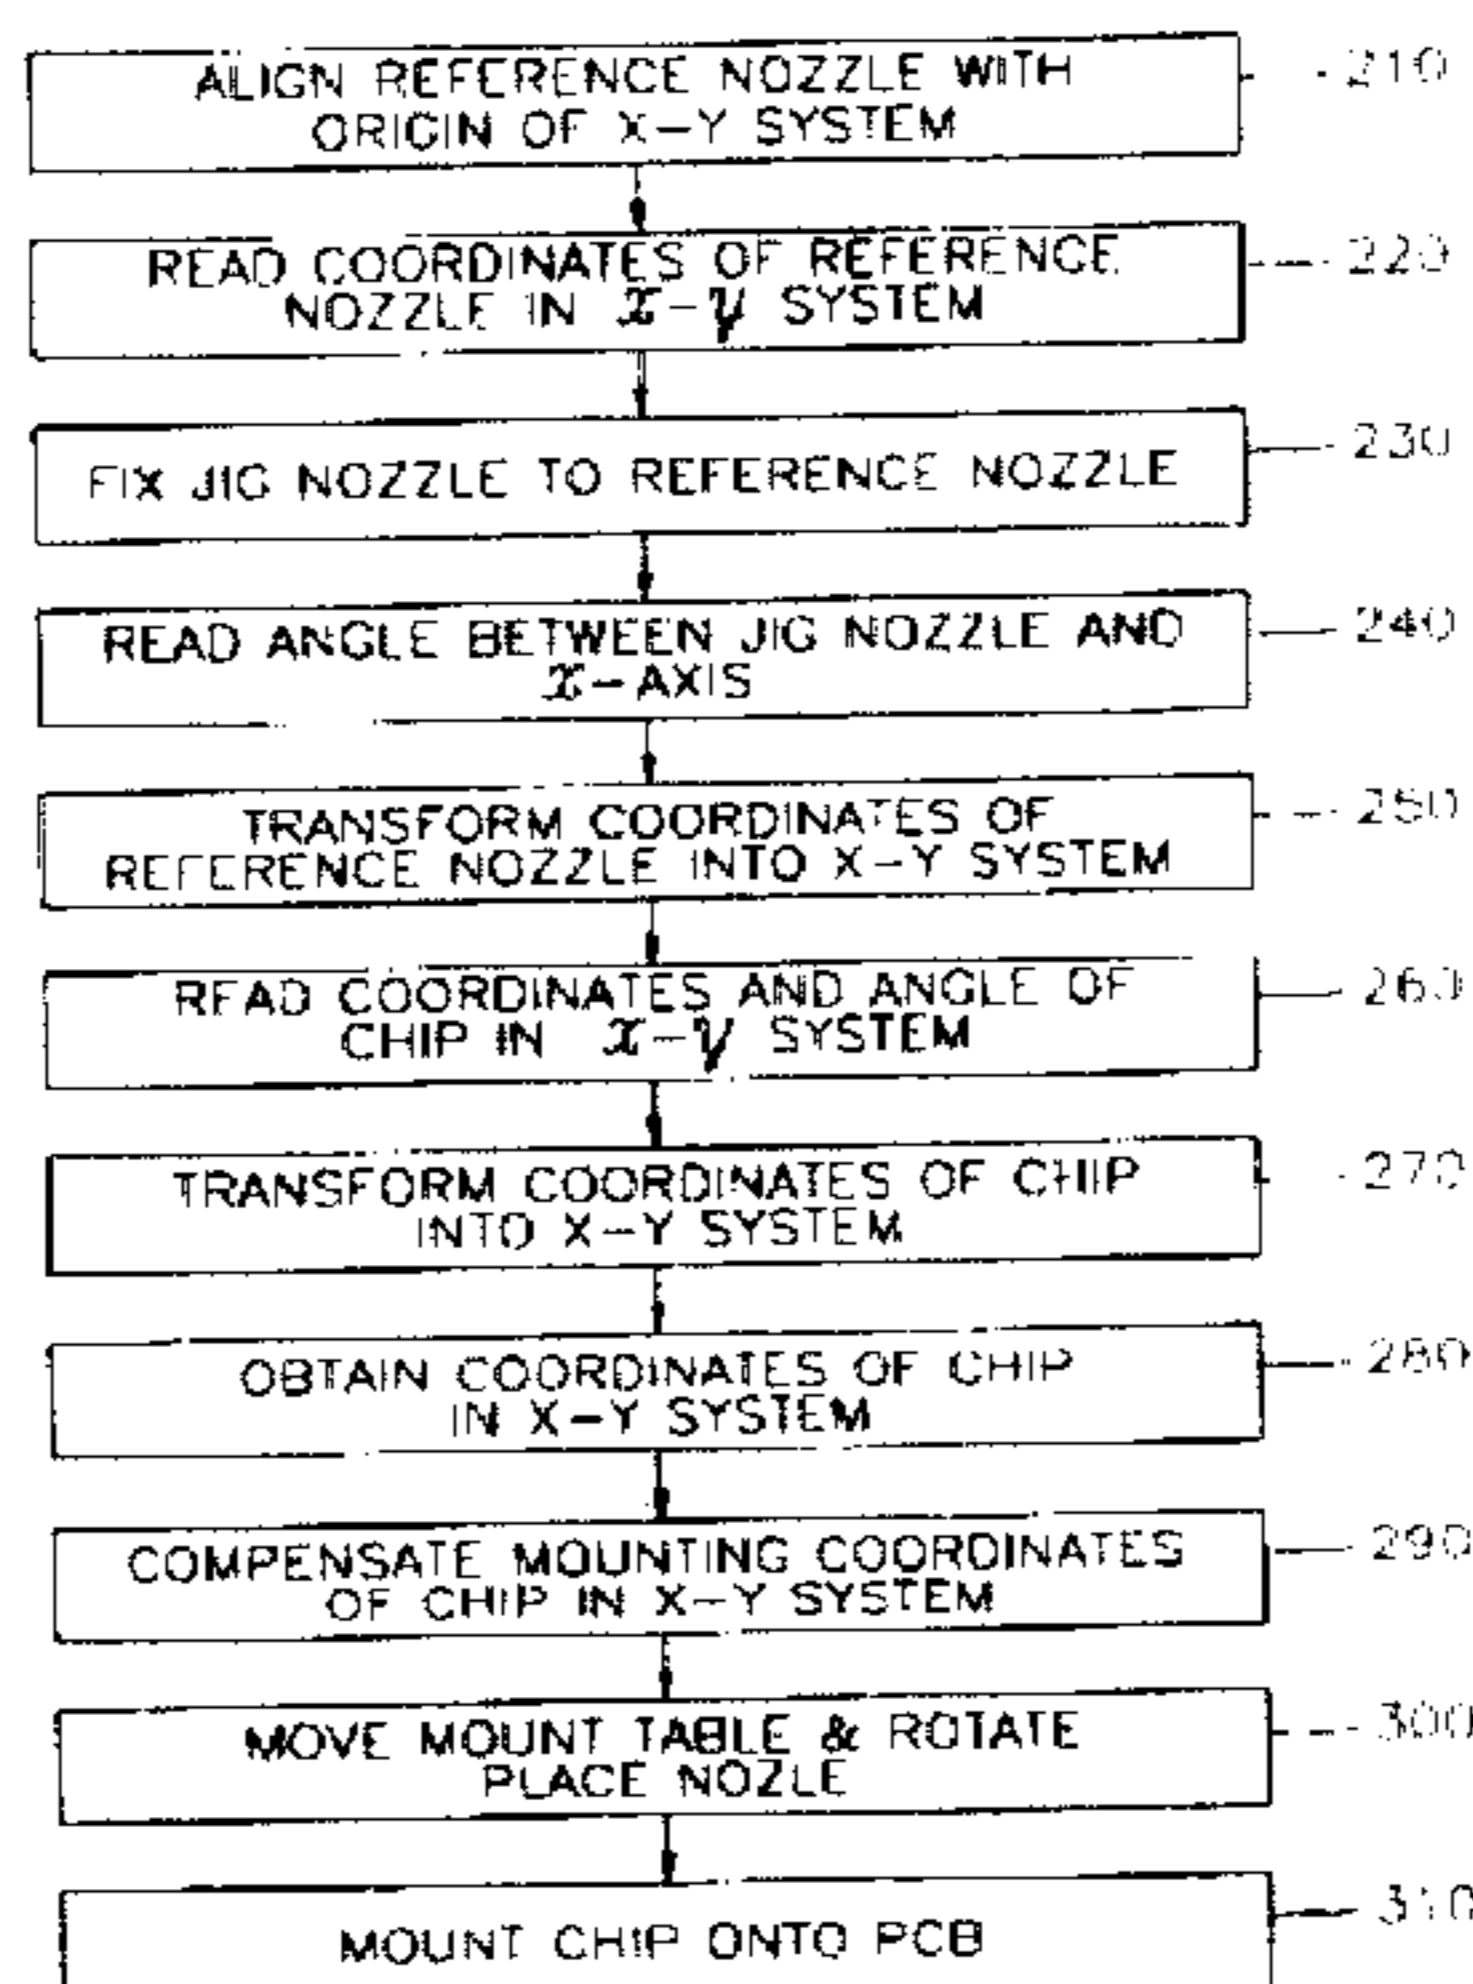 ALIGN REFERENCE NOZZLE WITH
ORIGIN OF X-Y SYSTEM
210
READ COORDINATES OF REFERENCE
NOZZLE IN x-y SYSTEM
220
FIX JIG NOZZLE TO REFERENCE NOZZLE
230
READ ANGLE BETWEEN JIG NOZZLE AND
x-AXIS
240
TRANSFORM COORDINATES OF
REFERENCE NOZZLE INTO X-Y SYSTEM
250
READ COORDINATES AND ANGLE OF
CHIP IN x-y SYSTEM
260
TRANSFORM COORDINATES OF CHIP
INTO X-Y SYSTEM
270
OBTAIN COORDINATES OF CHIP
IN X-Y SYSTEM
280
COMPENSATE MOUNTING COORDINATES
OF CHIP IN X-Y SYSTEM
290
MOVE MOUNT TABLE & ROTATE
PLACE NOZLE
300
MOUNT CHIP ONTO PCB
310